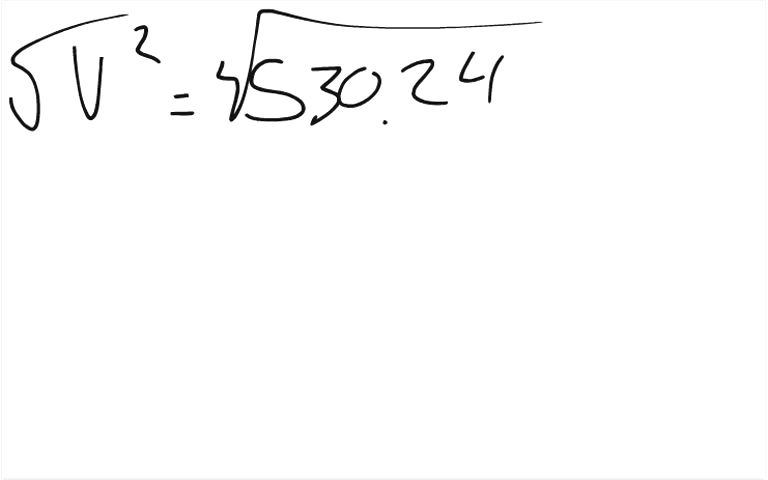 √V² = √530.24